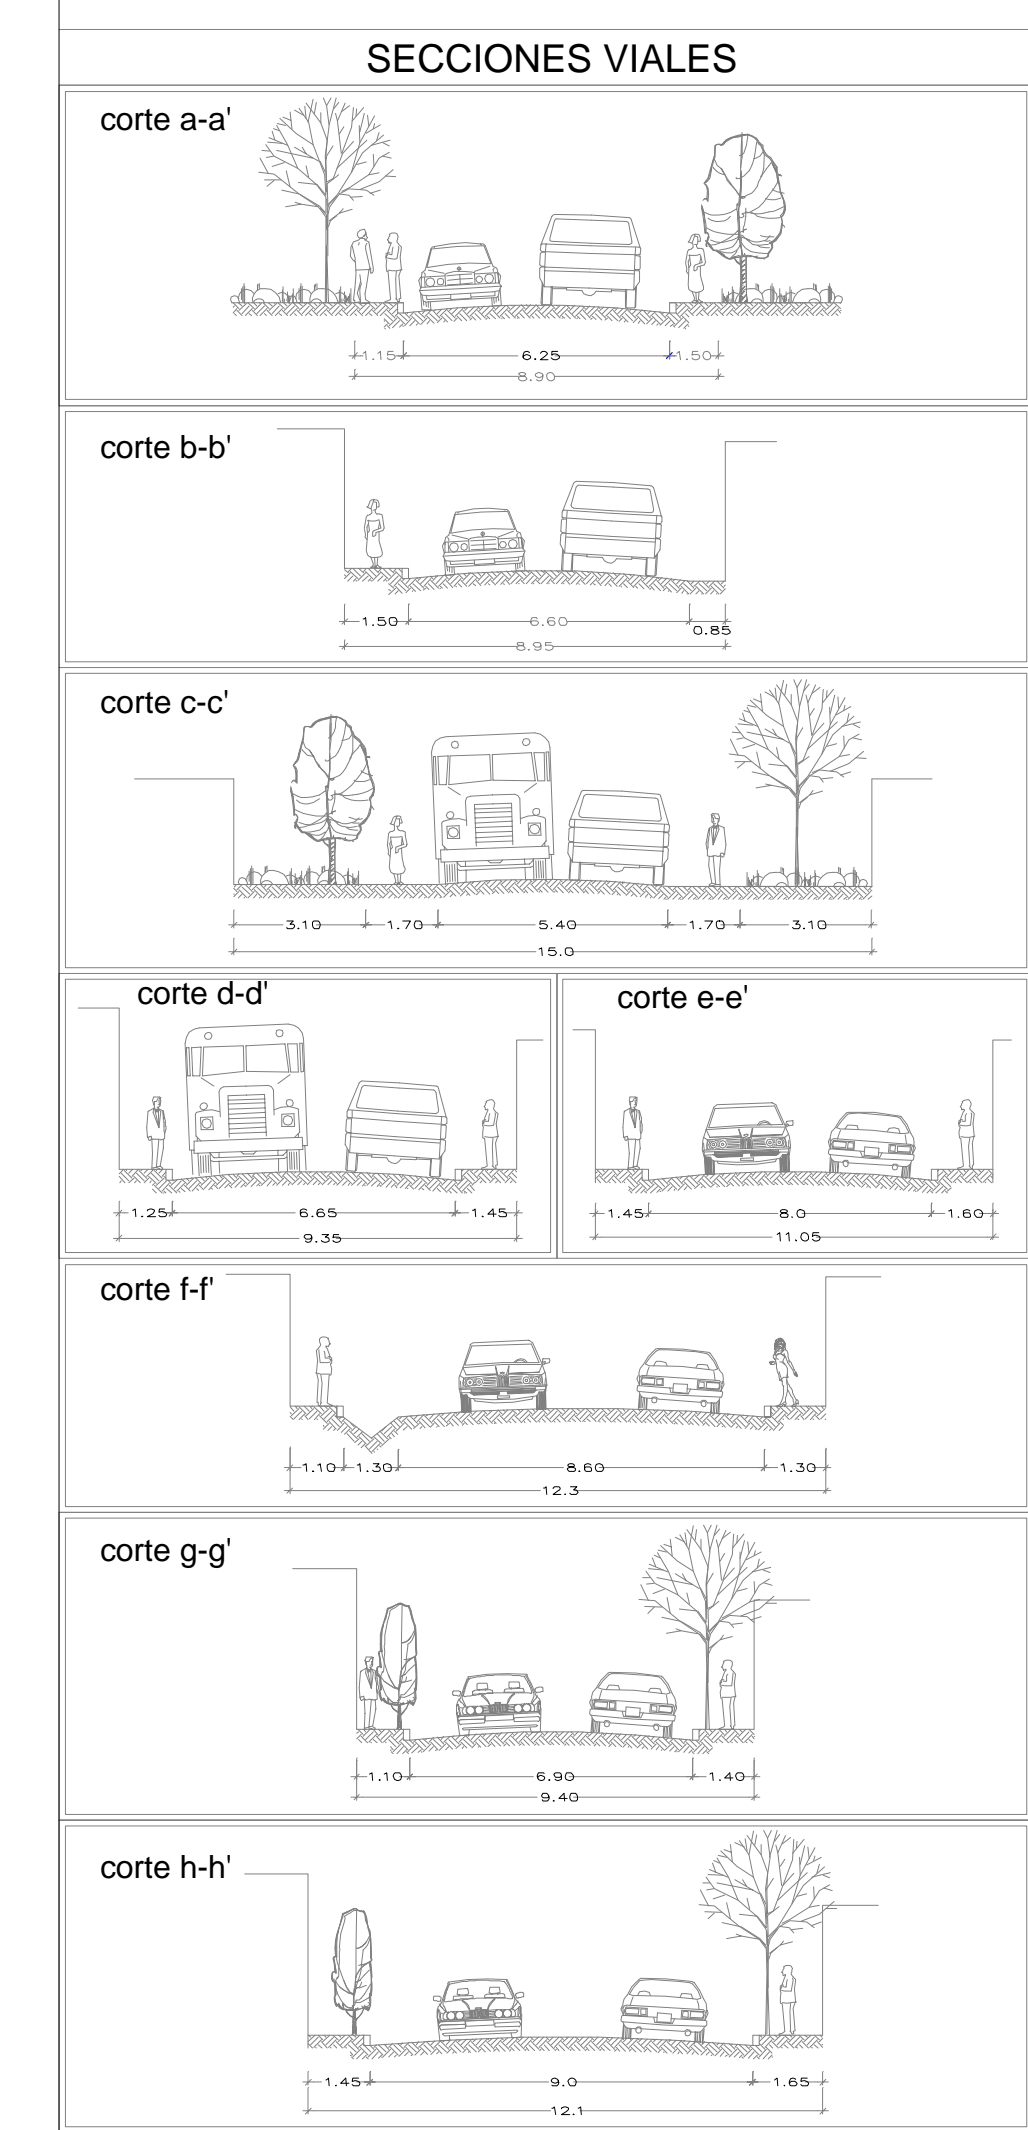 SECCIONES VIALES
corte a-a'
1.15 6.25 1.50
8.90
corte b-b'
1.50 6.60 0.85
8.95
corte c-c'
3.10 1.70 5.40 1.70 3.10
15.0
corte d-d'
1.25 6.65 1.45
9.35
corte e-e'
1.45 8.0 1.60
11.05
corte f-f'
1.10 1.30 8.60 1.30
12.3
corte g-g'
1.10 6.90 1.40
9.40
corte h-h'
1.45 9.0 1.65
12.1